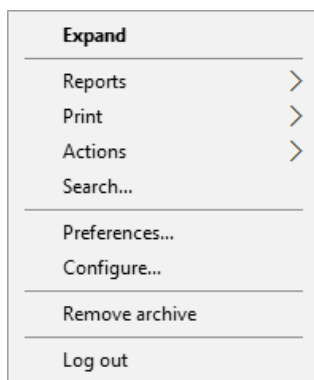 Expand
Reports
Print
Actions
Search...
Preferences...
Configure...
Remove archive
Log out